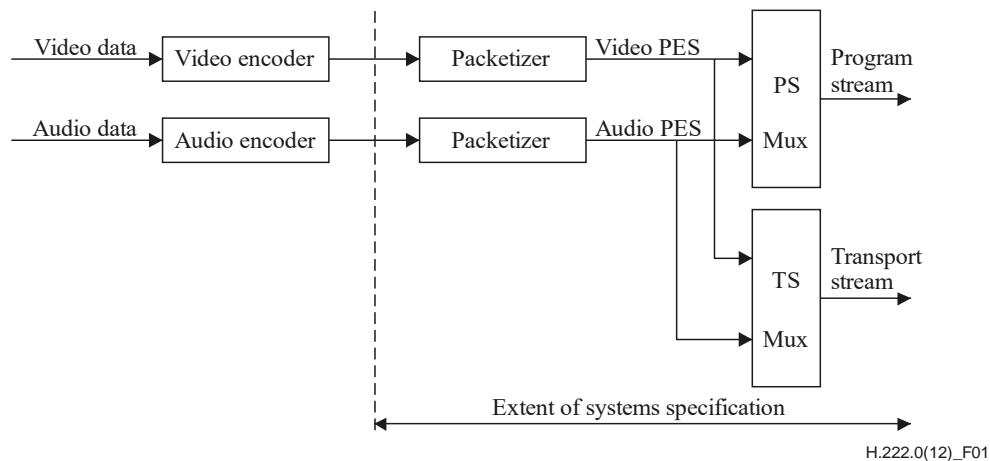 Video data
Video encoder
Packetizer
Video PES
PS
Mux
Program
stream
Audio data
Audio encoder
Packetizer
Audio PES
TS
Mux
Transport
stream
Extent of systems specification
H.222.0(12)_F01